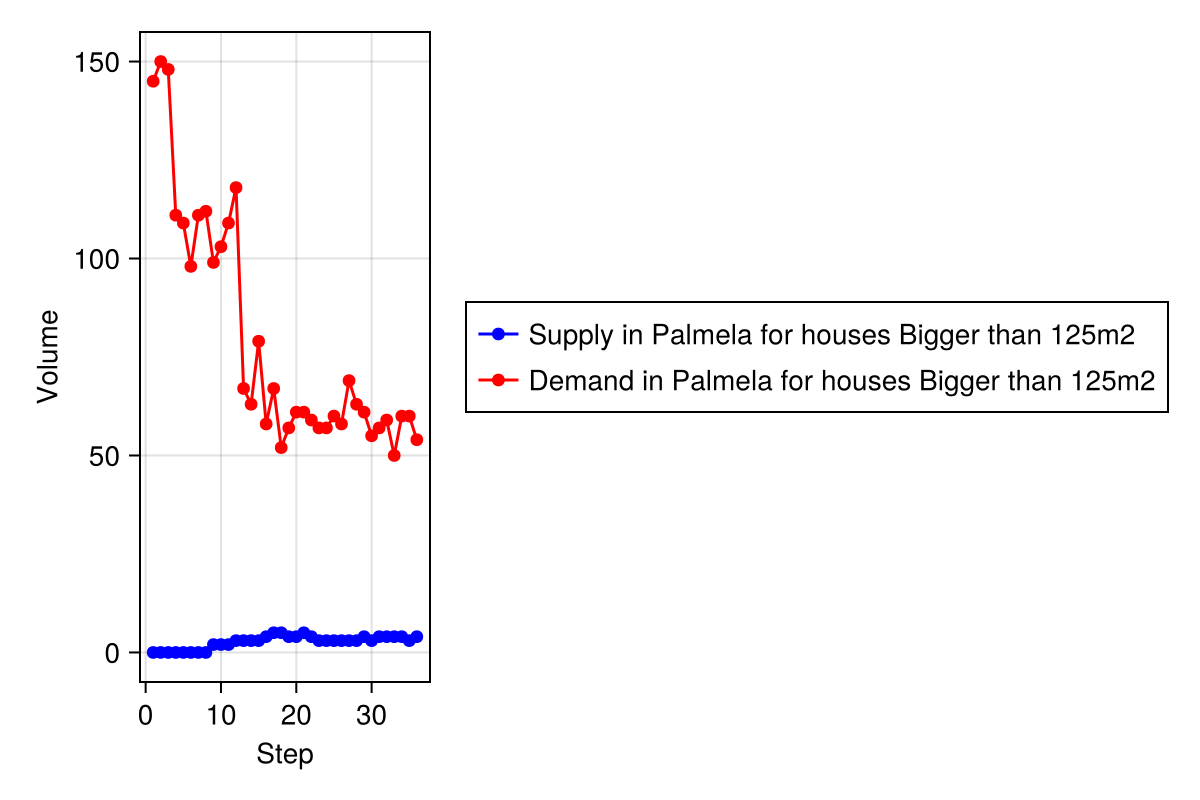 150
100
50
0
Volume
0 10 20 30
Step
Supply in Palmela for houses Bigger than 125m2
Demand in Palmela for houses Bigger than 125m2